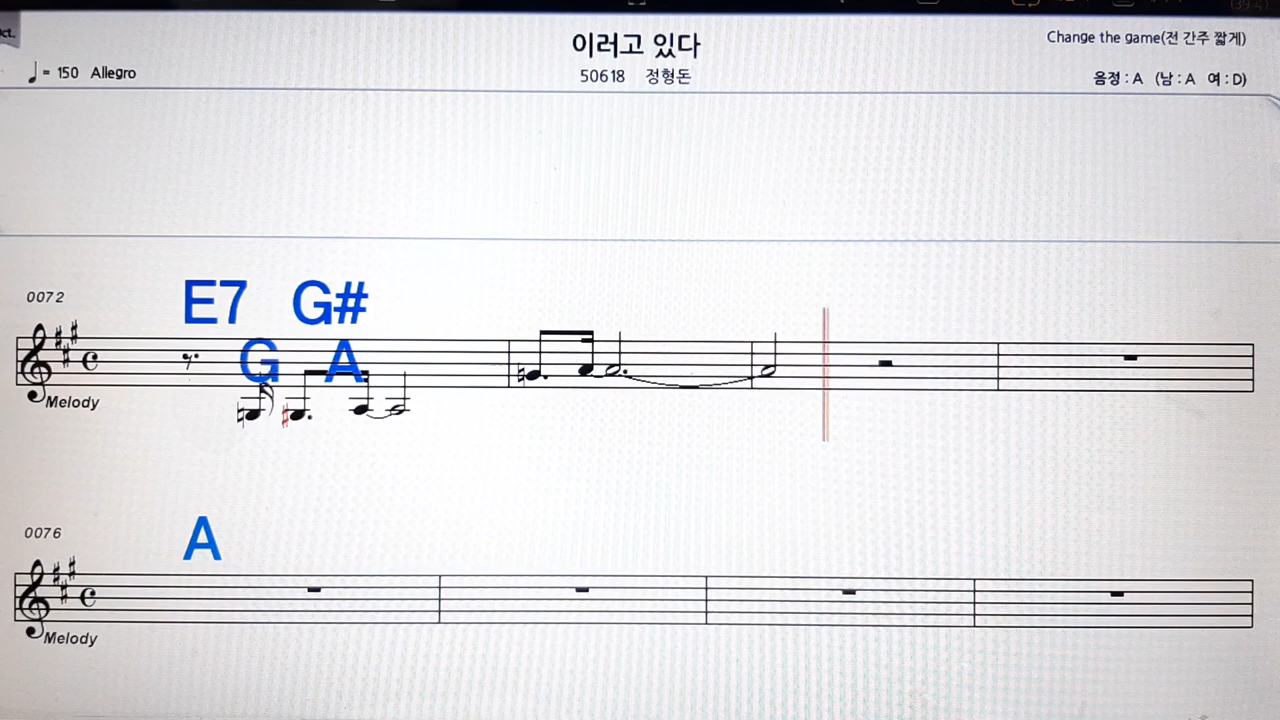 이러고 있다
Change the game(전 간주 짧게)
= 150 Allegro
50618 정형돈
음정 : A (남 : A 여 : D)
0072
E7 G#
G A
Melody
0076
A
Melody